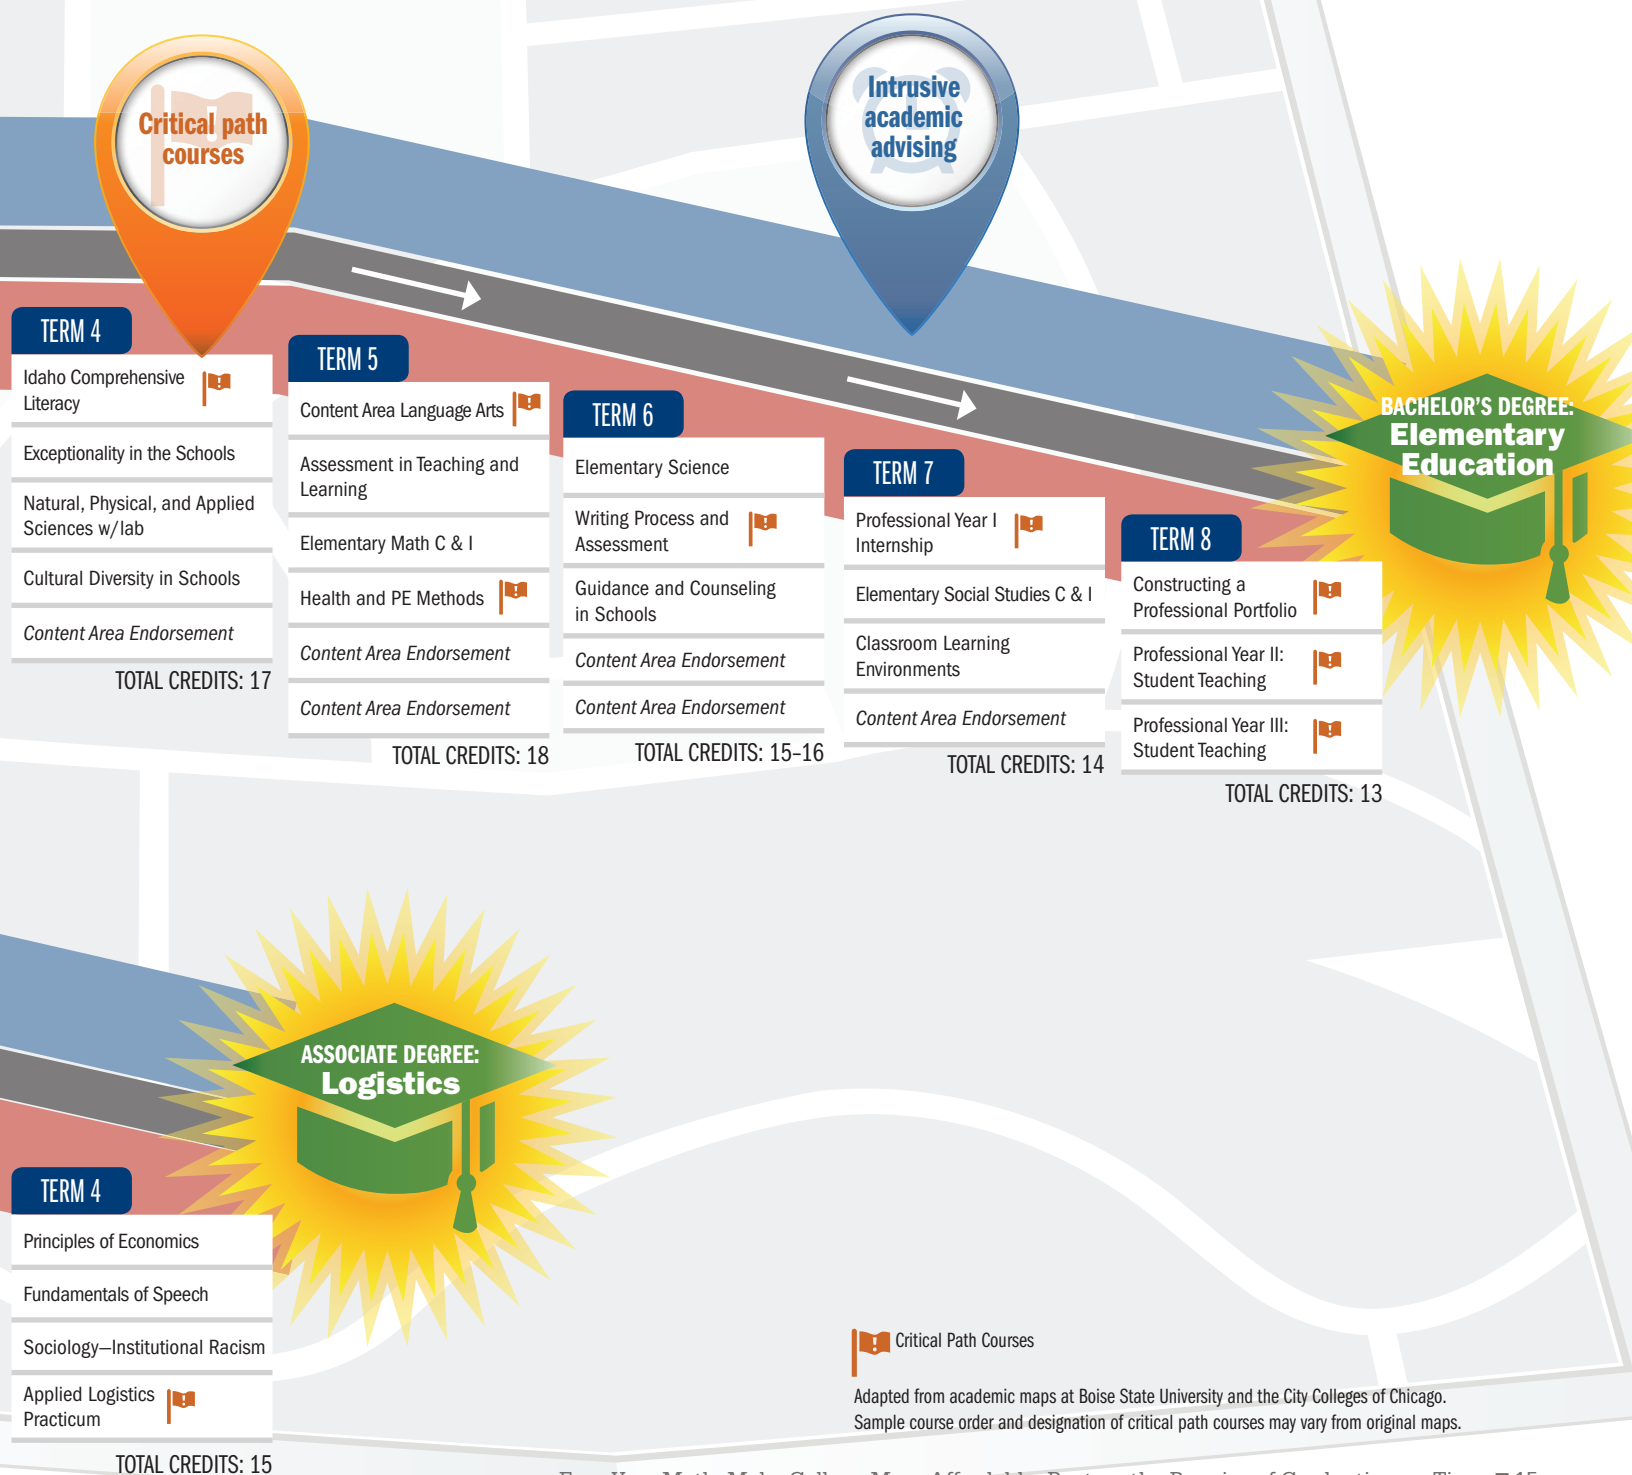 Critical path
courses
Intrusive
academic
advising
TERM 4
Idaho Comprehensive
Literacy
Exceptionality in the Schools
Natural, Physical, and Applied
Sciences w/lab
Cultural Diversity in Schools
Content Area Endorsement
TOTAL CREDITS: 17
TERM 5
Content Area Language Arts
Assessment in Teaching and
Learning
Elementary Math C & I
Health and PE Methods
Content Area Endorsement
Content Area Endorsement
TOTAL CREDITS: 18
TERM 6
Elementary Science
Writing Process and
Assessment
Guidance and Counseling
in Schools
Content Area Endorsement
Content Area Endorsement
TOTAL CREDITS: 15–16
TERM 7
Professional Year I
Internship
Elementary Social Studies C & I
Classroom Learning
Environments
Content Area Endorsement
TOTAL CREDITS: 14
TERM 8
Constructing a
Professional Portfolio
Professional Year II:
Student Teaching
Professional Year III:
Student Teaching
TOTAL CREDITS: 13
BACHELOR'S DEGREE:
Elementary
Education
ASSOCIATE DEGREE:
Logistics
TERM 4
Principles of Economics
Fundamentals of Speech
Sociology—Institutional Racism
Applied Logistics
Practicum
TOTAL CREDITS: 15
Critical Path Courses
Adapted from academic maps at Boise State University and the City Colleges of Chicago.
Sample course order and designation of critical path courses may vary from original maps.